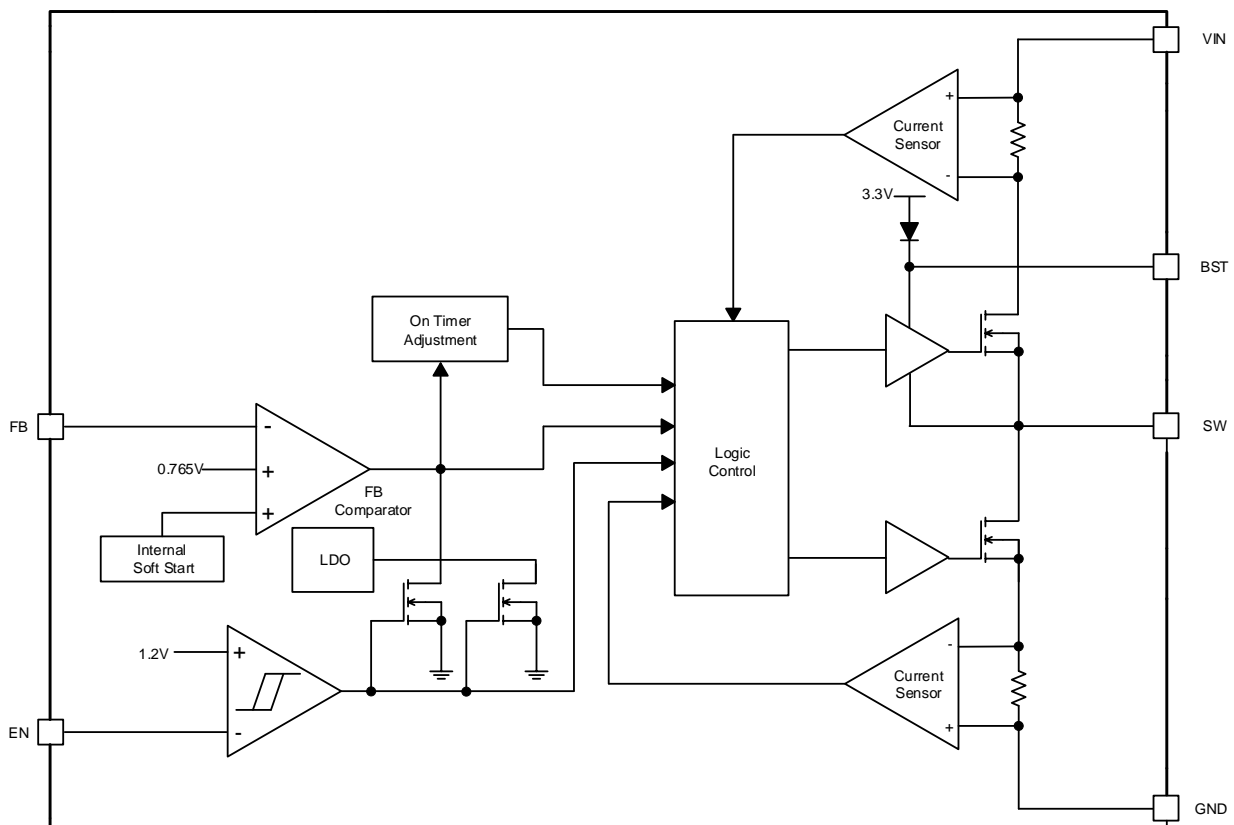 VIN
+
Current
Sensor
-
3.3V
BST
On Timer
Adjustment
FB
-
0.765V
+
+
FB
Comparator
Logic
Control
SW
Internal
Soft Start
LDO
1.2V
+
-
EN
-
Current
Sensor
+
GND